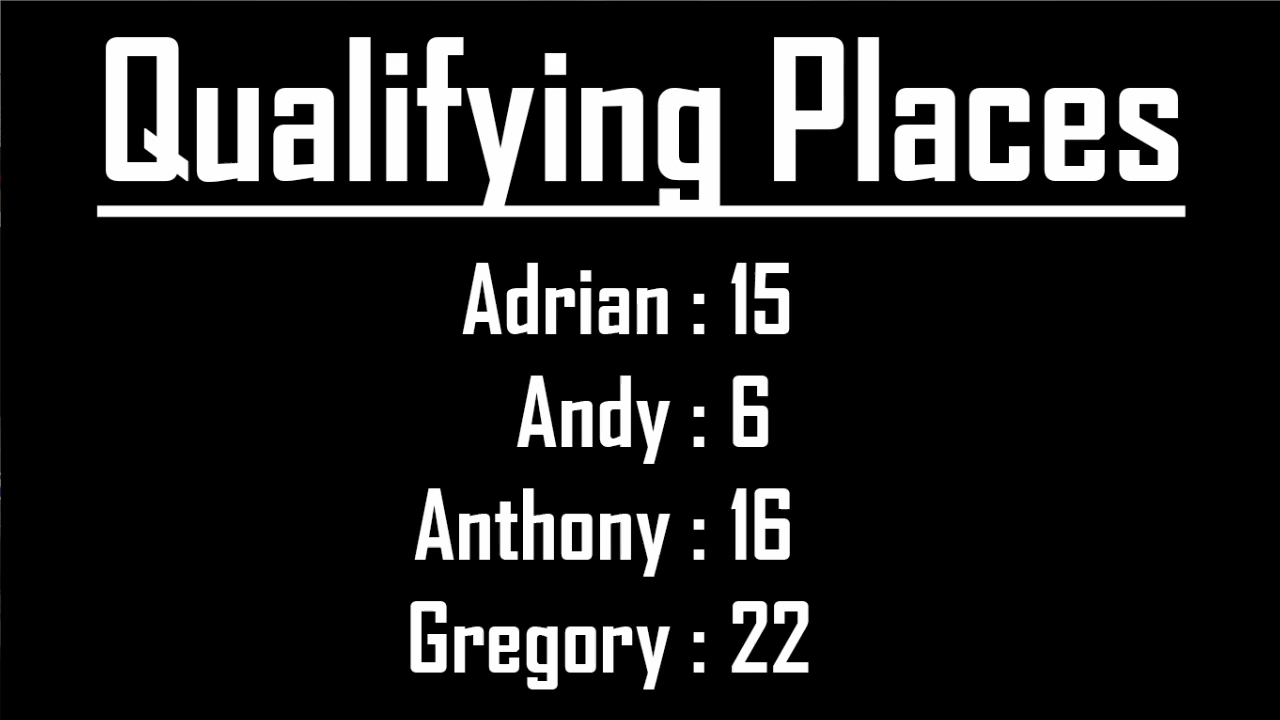 Qualifying Places
Adrian : 15
Andy : 6
Anthony : 16
Gregory : 22